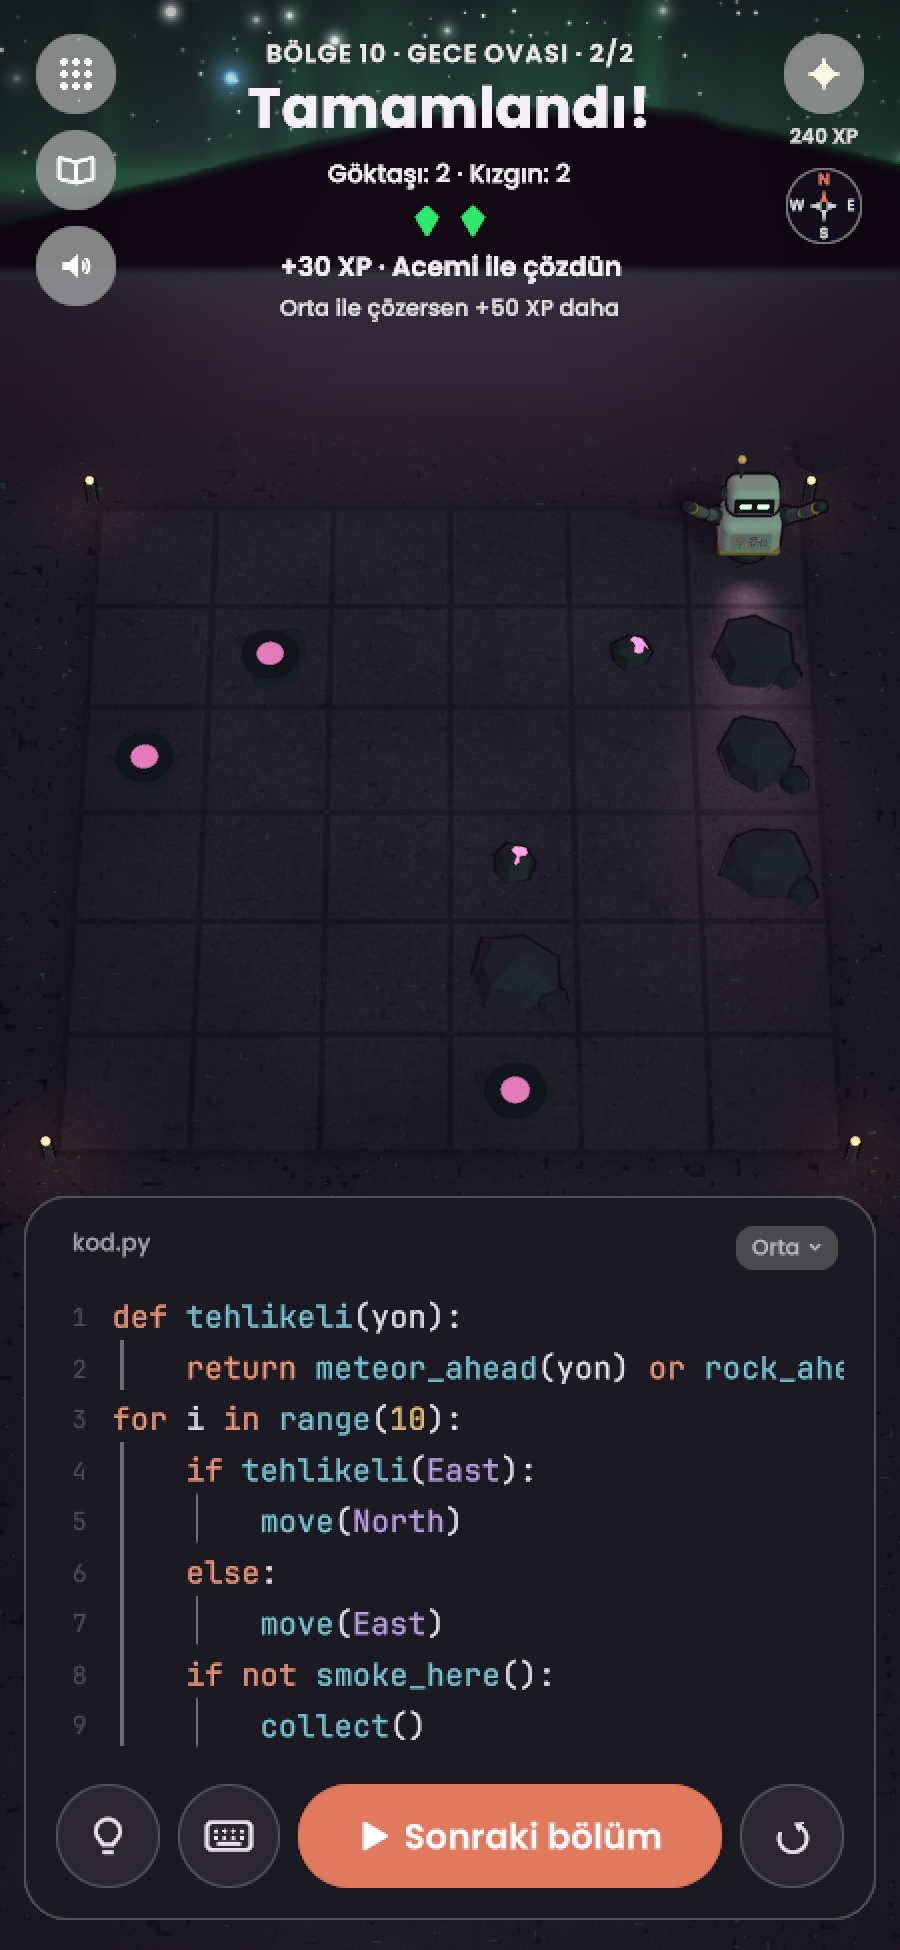 BÖLGE 10 · GECE OVASI · 2/2
Tamamlandı!
240 XP
Göktaşı: 2 · Kızgın: 2
N
W E
S
+30 XP · Acemi ile çözdün
Orta ile çözersen +50 XP daha
kod.py
Orta
1 def tehlikeli(yon):
2 return meteor_ahead(yon) or rock_ahe
3 for i in range(10):
4 if tehlikeli(East):
5 move(North)
6 else:
7 move(East)
8 if not smoke_here():
9 collect()
Sonraki bölüm